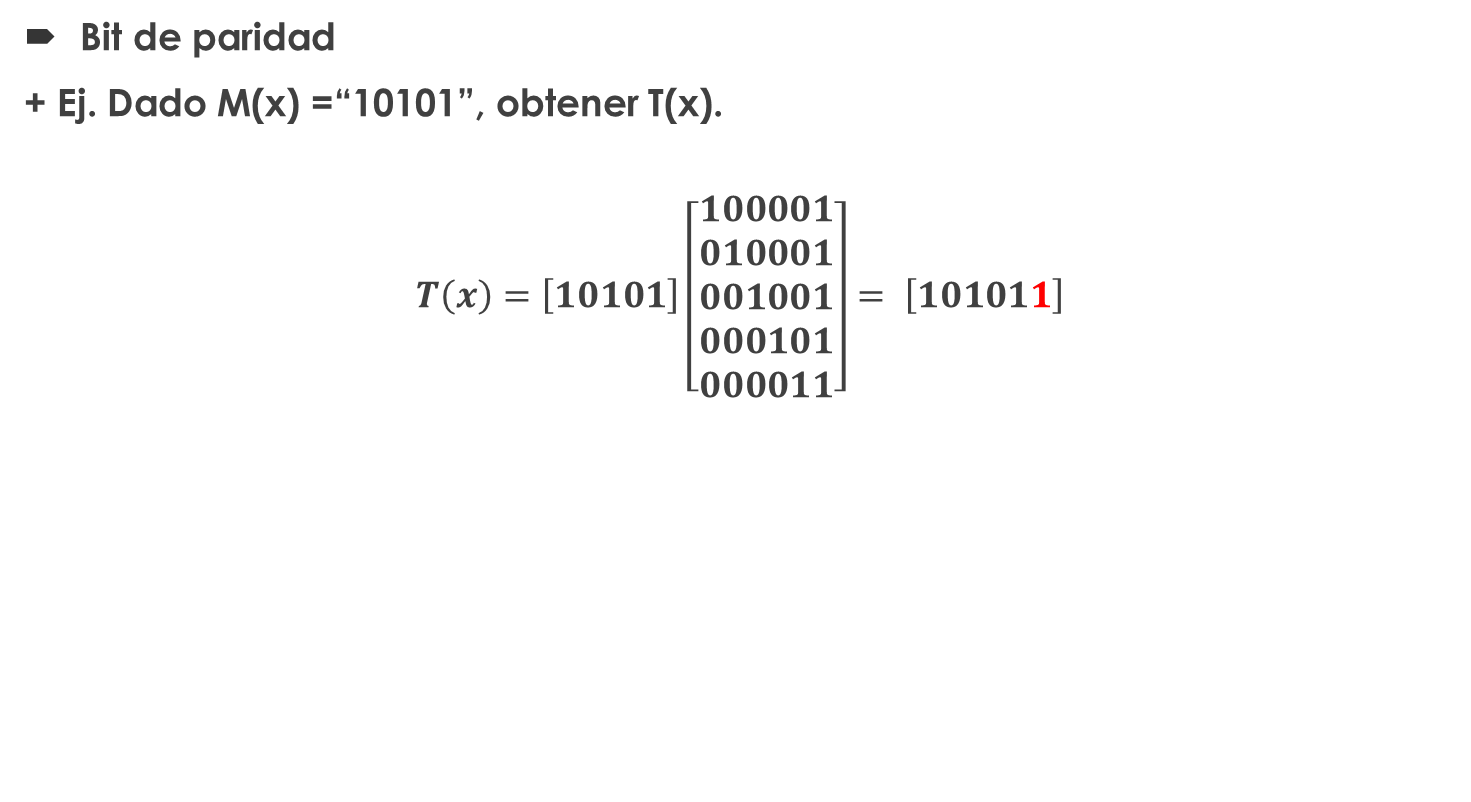 Bit de paridad
+ Ej. Dado M(x) =“10101”, obtener T(x).
T(x) = [10101] [100001
010001
001001
000101
000011] = [101011]